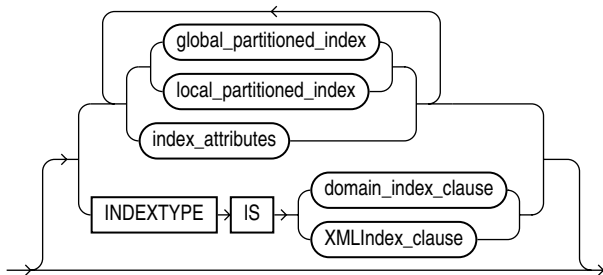 global_partitioned_index
local_partitioned_index
index_attributes
domain_index_clause
INDEXTYPE IS
XMLIndex_clause